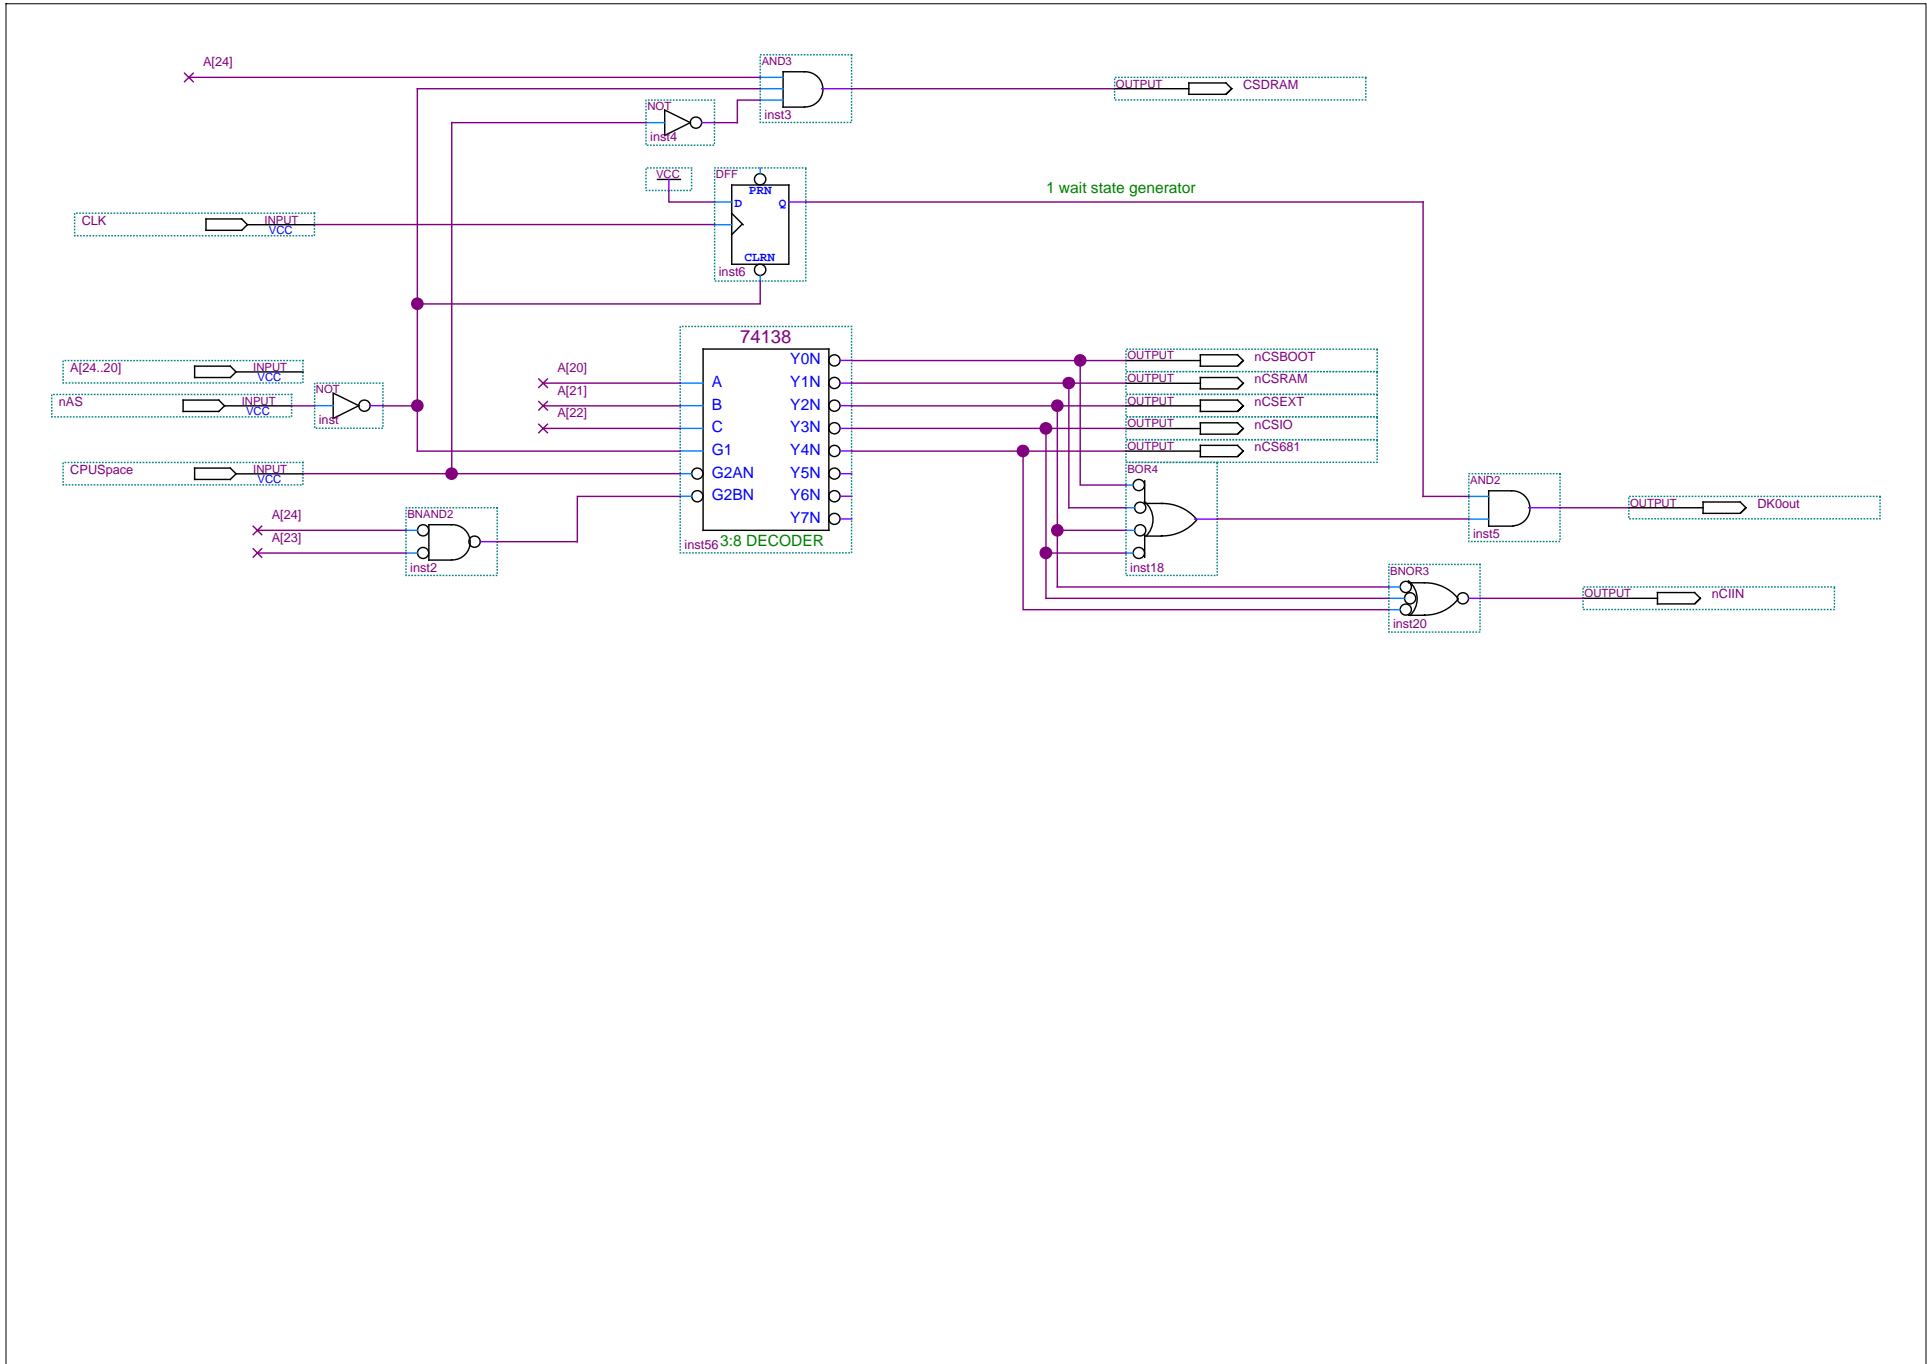 A[24]
AND3
inst3
OUTPUT
CSDRAM
NOT
inst4
VCC
DFF
PRN
D
Q
CLRN
inst6
1 wait state generator
CLK
INPUT
VCC
A[24..20]
INPUT
VCC
nAS
INPUT
VCC
NOT
inst
CPUSpace
INPUT
VCC
A[24]
A[23]
BNAND2
inst2
A[20]
A[21]
A[22]
74138
A
B
C
G1
G2AN
G2BN
Y0N
Y1N
Y2N
Y3N
Y4N
Y5N
Y6N
Y7N
inst56
3:8 DECODER
OUTPUT
nCSBOOT
OUTPUT
nCSRAM
OUTPUT
nCSEXT
OUTPUT
nCSIO
OUTPUT
nCS681
BOR4
inst18
AND2
inst5
OUTPUT
DK0out
BNOR3
inst20
OUTPUT
nCIIN